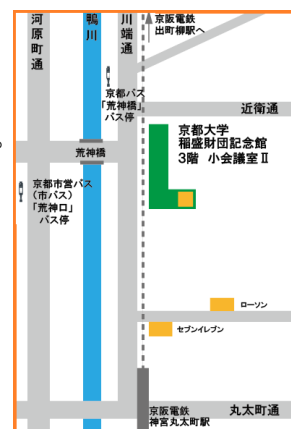 河原町通
鴨川
川端通
京阪電鉄
出町柳駅へ
京都バス
「荒神橋」
バス停
近衛通
京都大学
稲盛財団記念館
3階 小会議室Ⅱ
荒神橋
京都市営バス
(市バス)
「荒神口」
バス停
ローソン
セブンイレブン
京阪電鉄
神宮丸太町駅
丸太町通